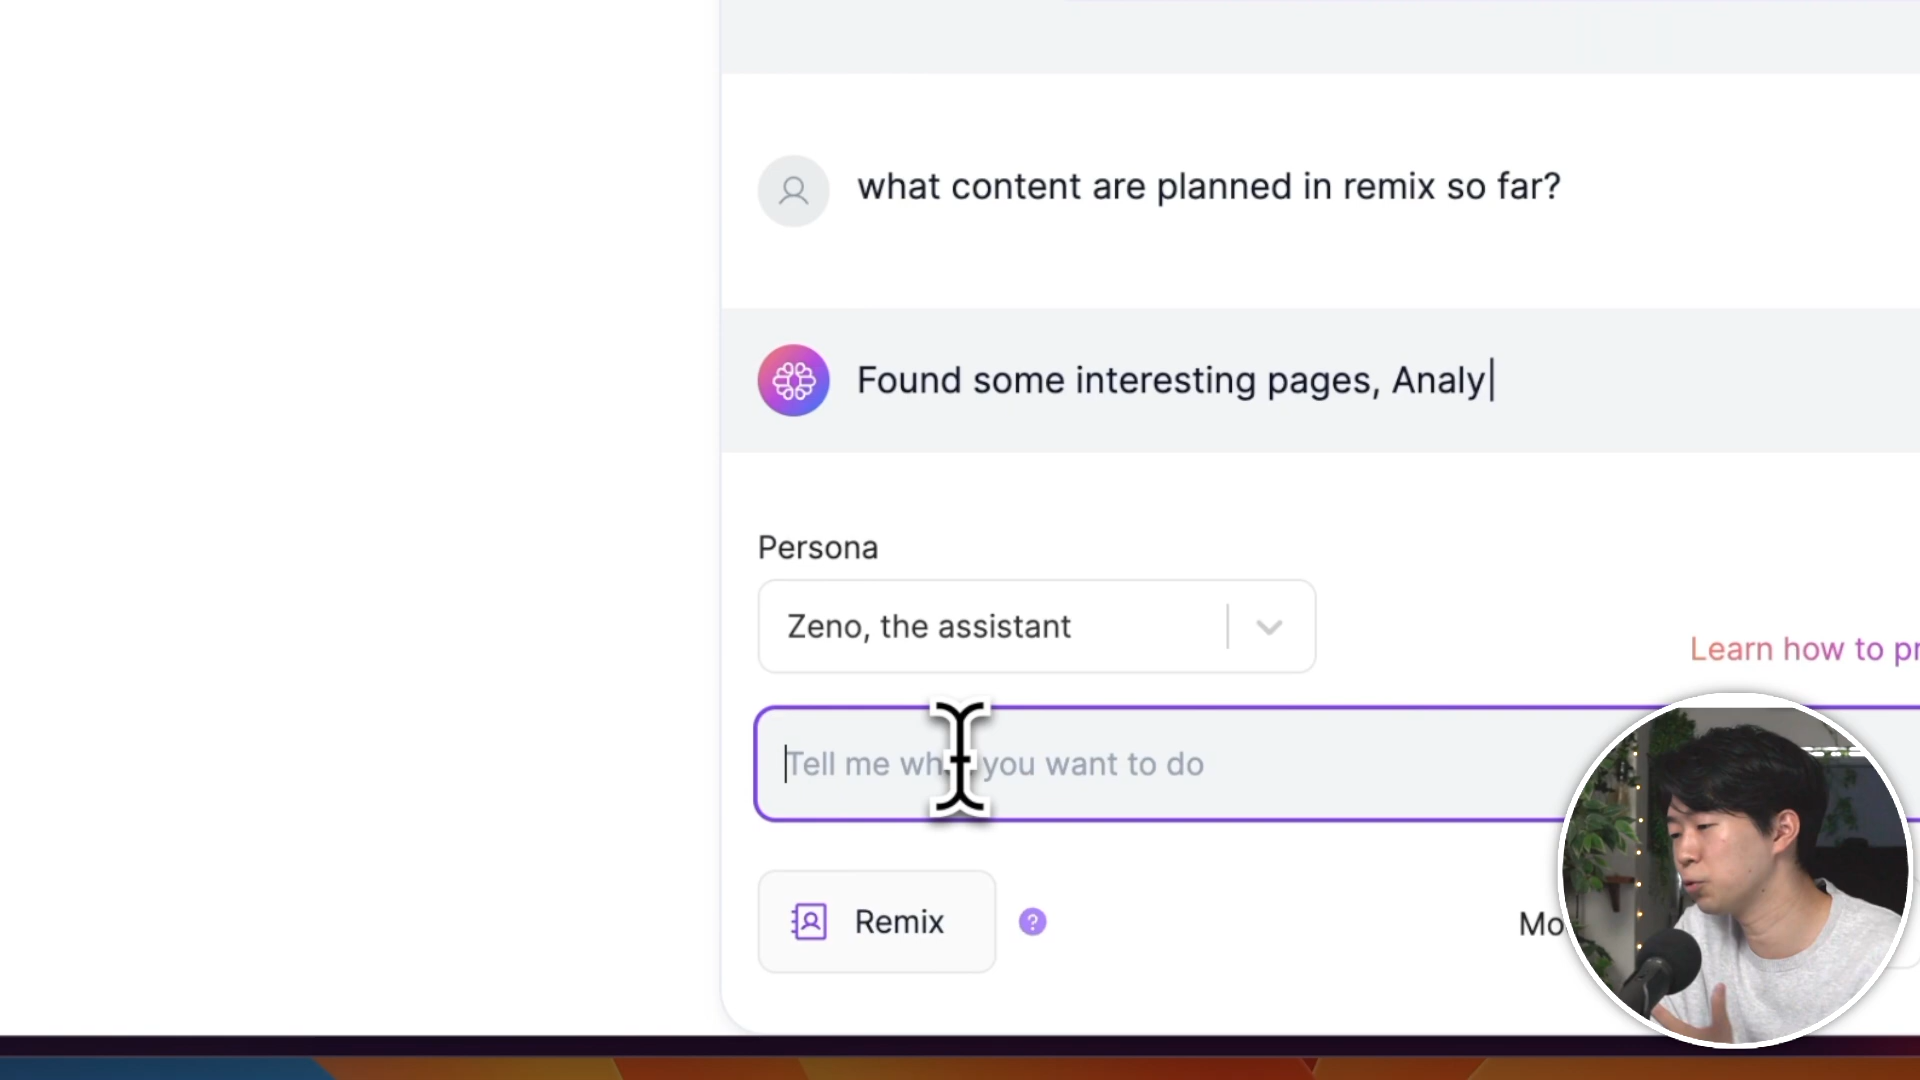 what content are planned in remix so far?
Found some interesting pages, Analy
Persona
Zeno, the assistant
Learn how to pr
Tell me wh you want to do
Remix
?
Mo